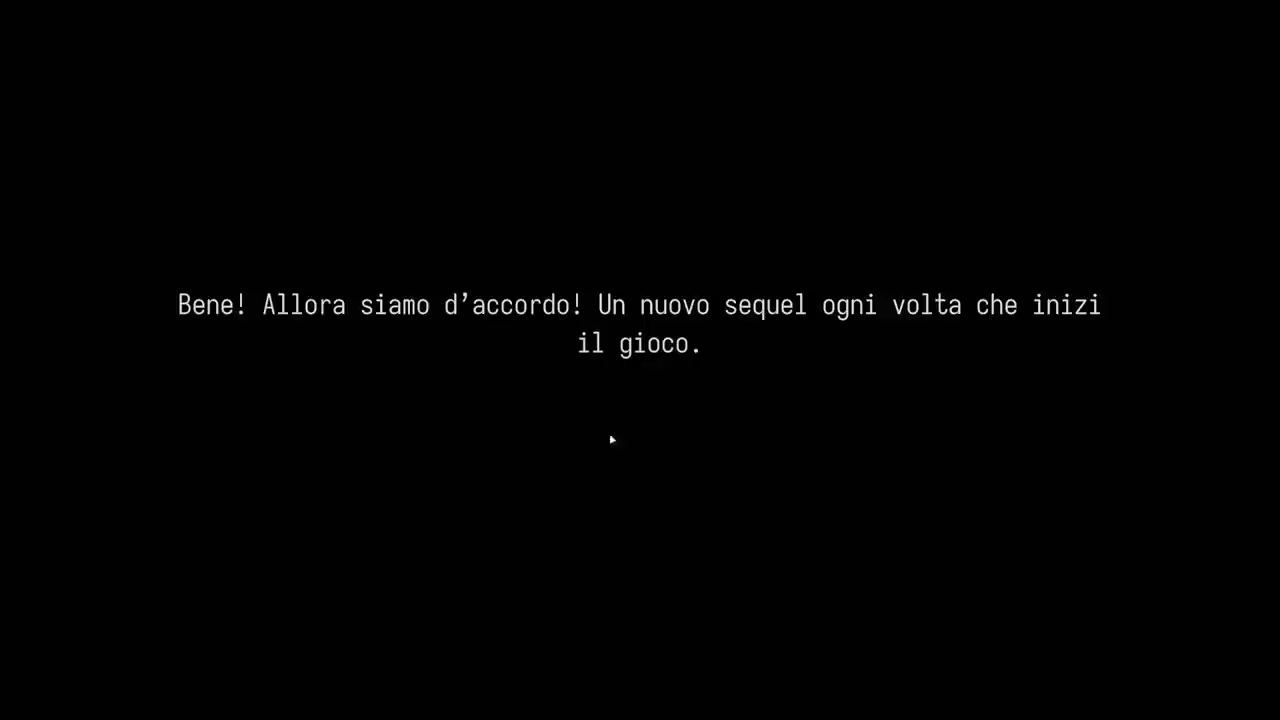 Bene! Allora siamo d’accordo! Un nuovo sequel ogni volta che inizi
il gioco.